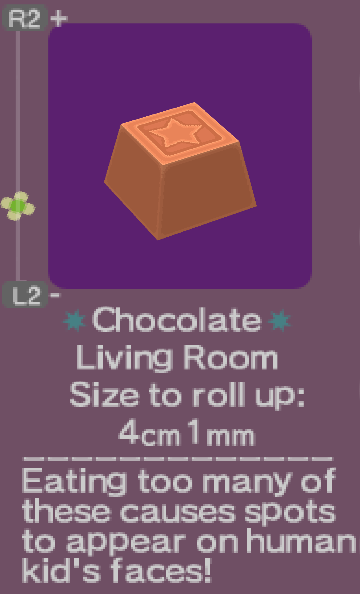 R2 +
L2 -
Chocolate
Living Room
Size to roll up:
4cm 1mm
Eating too many of
these causes spots
to appear on human
kid's faces!